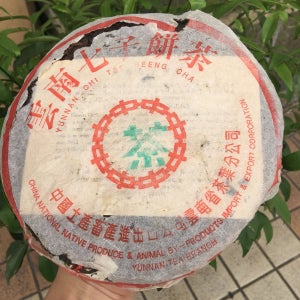 雲南七子餅茶
YUNNAN CHI TSE BEENG CHA
茶
中國土產畜產進出口公司雲南省茶葉分公司
CHINA NATIONAL NATIVE PRODUCE & ANIMAL BY-PRODUCTS IMPORT & EXPORT CORPORATION
YUNNAN TEA BRANCH